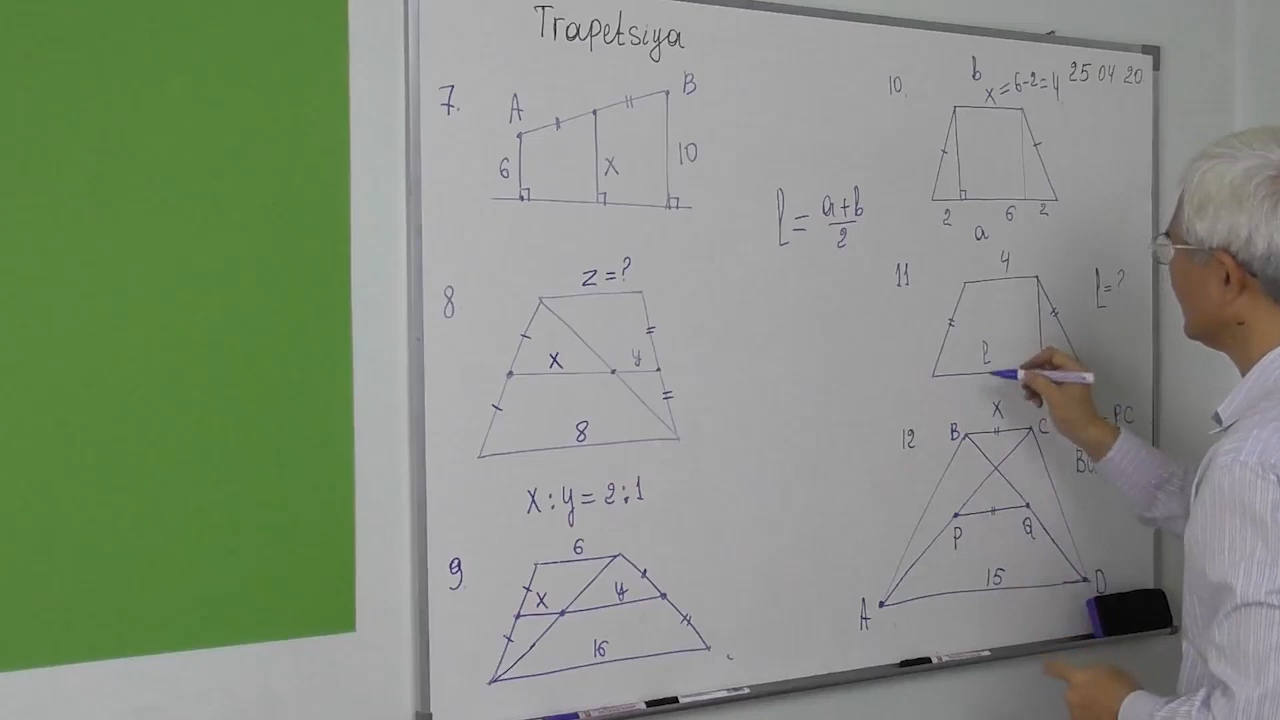 Trapetsiya
25 04 20
7.
A
B
6
X
10
8
z = ?
x
y
8
x : y = 2 : 1
9
6
x
y
16
l = a+b
2
10.
b
x = 6-2 = 4
2
6
2
a
11
4
l = ?
l
12
x
B
C
P
Q
15
A
D